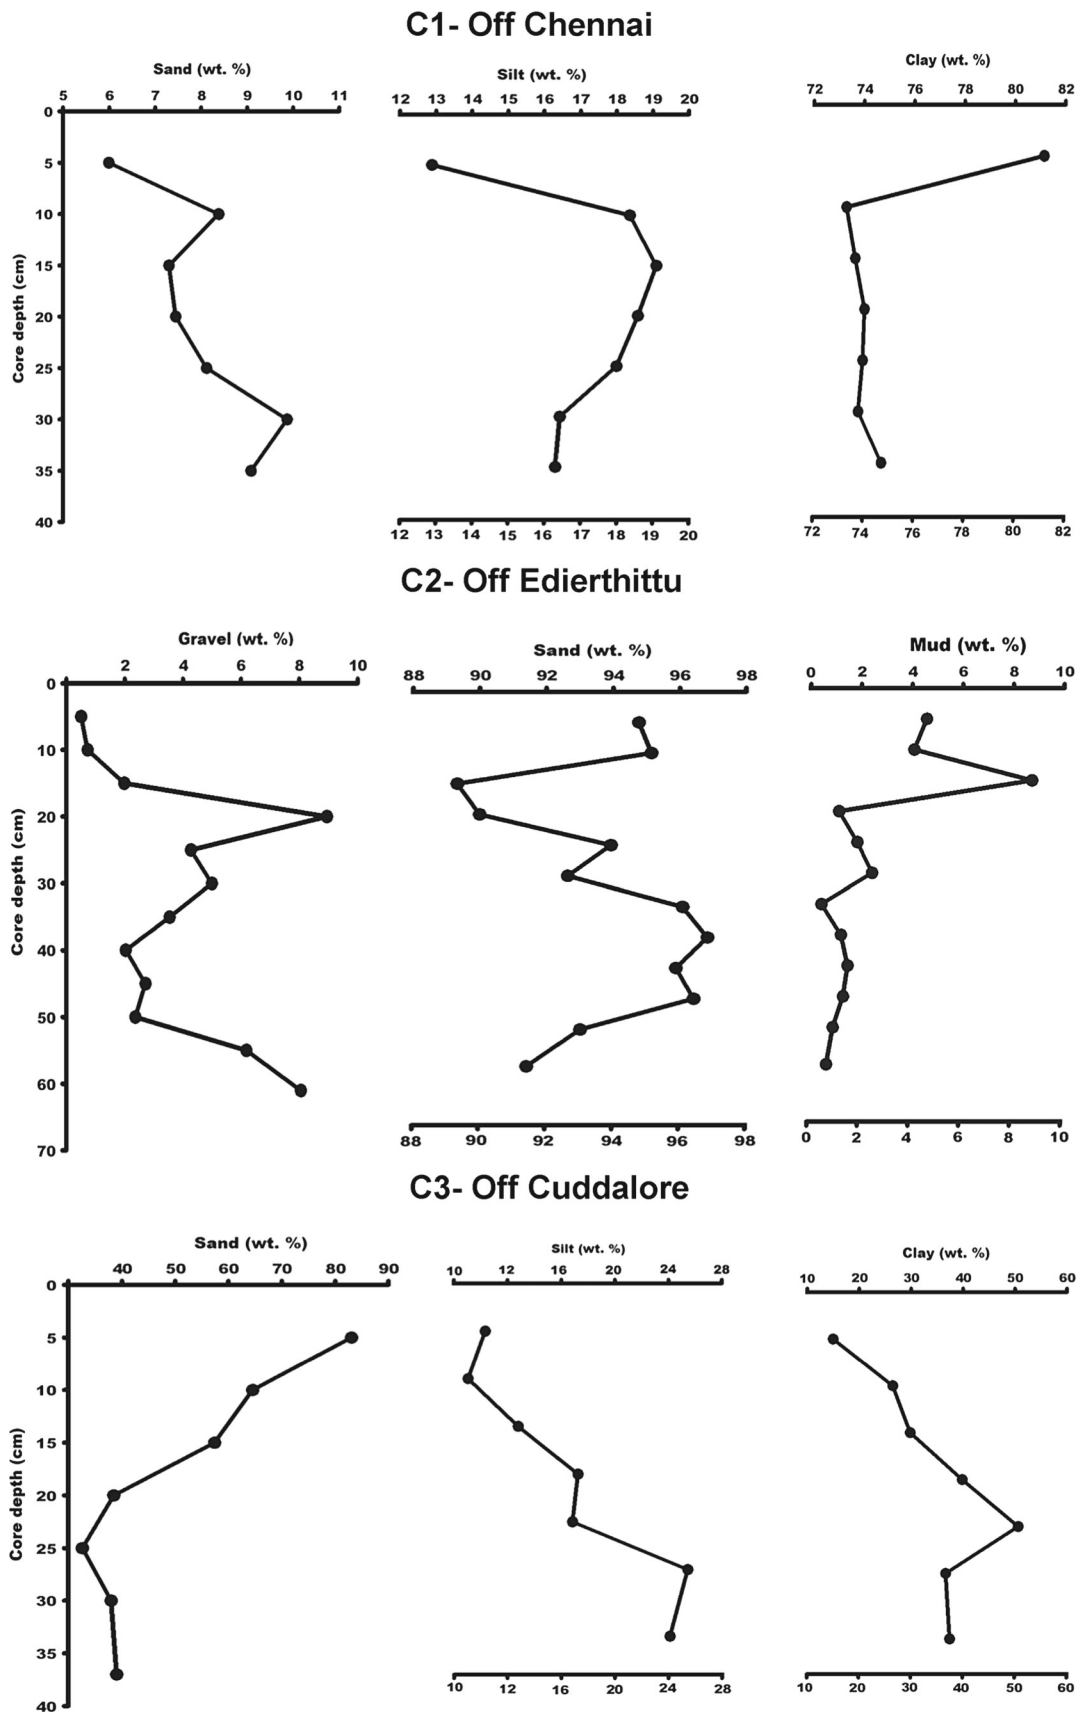 C1- Off Chennai
Sand (wt. %)
Silt (wt. %)
Clay (wt. %)
5 6 7 8 9 10 11
12 13 14 15 16 17 18 19 20
72 74 76 78 80 82
0
5
10
15
20
25
30
35
40
Core depth (cm)
12 13 14 15 16 17 18 19 20
72 74 76 78 80 82
C2- Off Edierthittu
Gravel (wt. %)
Sand (wt. %)
Mud (wt. %)
2 4 6 8 10
88 90 92 94 96 98
0 2 4 6 8 10
0
10
20
30
40
50
60
70
Core depth (cm)
88 90 92 94 96 98
0 2 4 6 8 10
C3- Off Cuddalore
Sand (wt. %)
Silt (wt. %)
Clay (wt. %)
40 50 60 70 80 90
10 12 16 20 24 28
10 20 30 40 50 60
0
5
10
15
20
25
30
35
40
Core depth (cm)
10 12 16 20 24 28
10 20 30 40 50 60